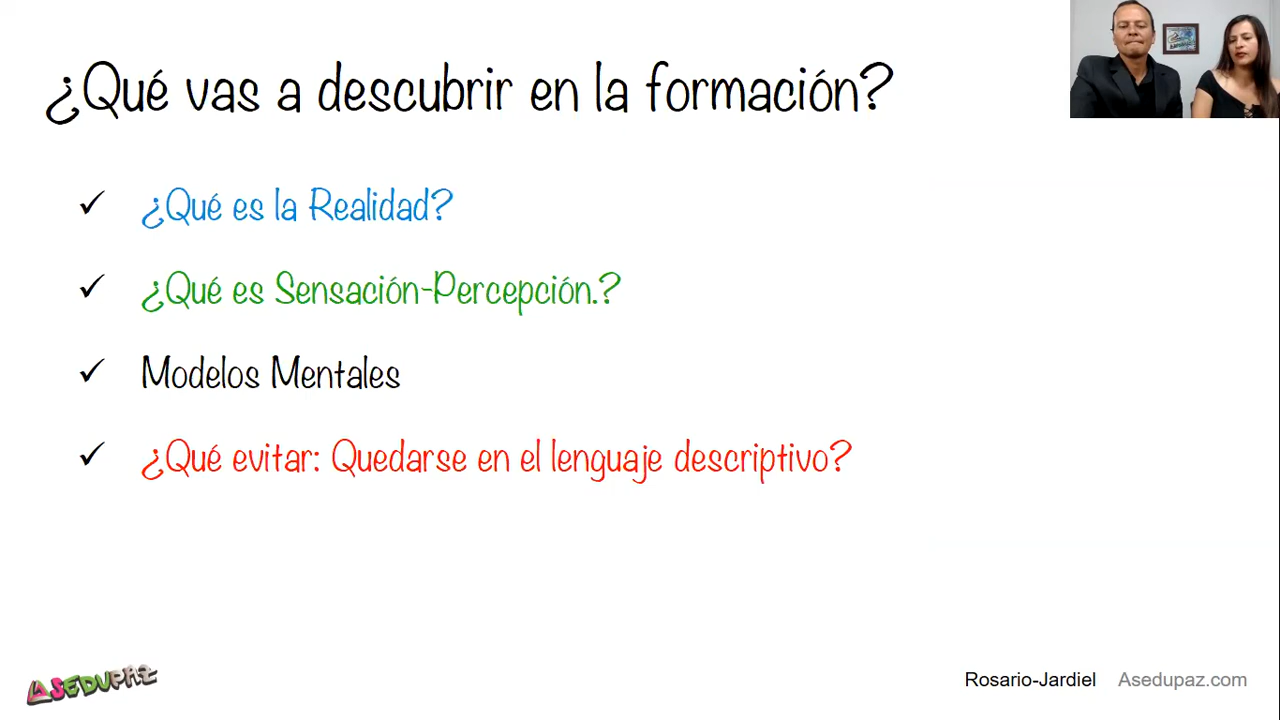 ¿Qué vas a descubrir en la formación?
✓ ¿Qué es la Realidad?
✓ ¿Qué es Sensación-Percepción.?
✓ Modelos Mentales
✓ ¿Qué evitar: Quedarse en el lenguaje descriptivo?
ASEDUPAZ
Rosario-Jardiel Asedupaz.com